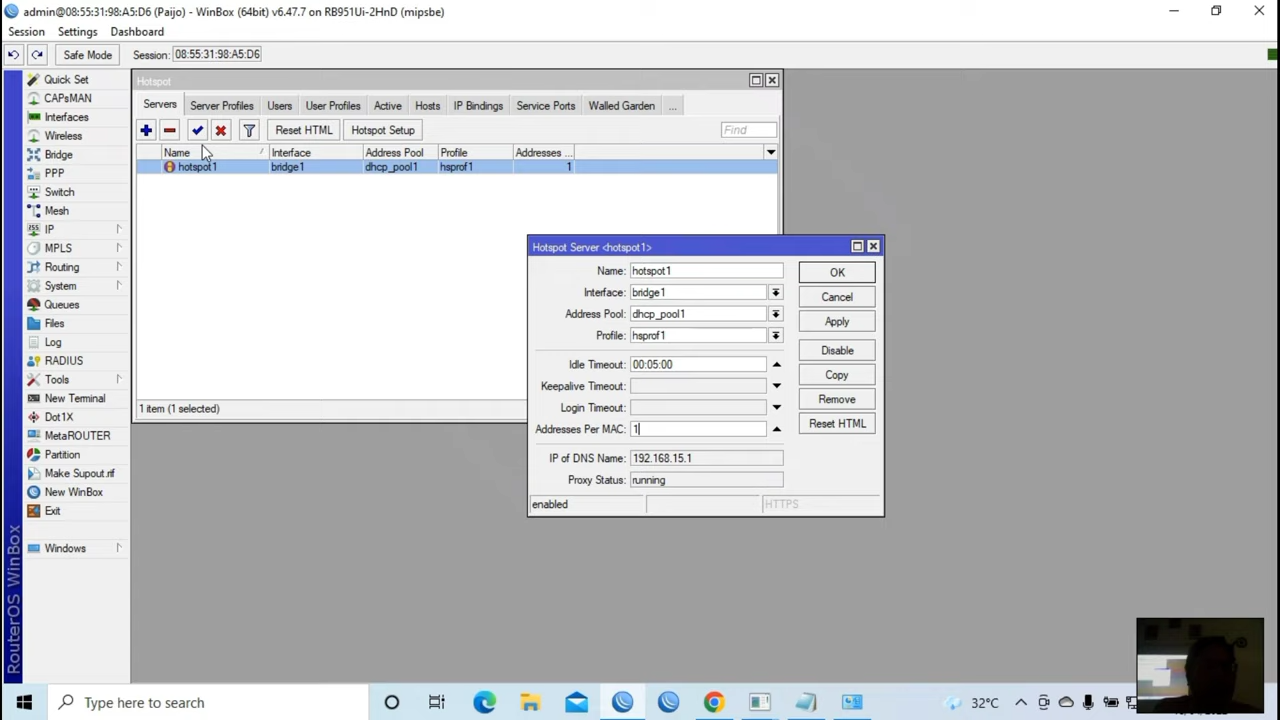 admin@08:55:31:98:A5:D6 (Paijo) - WinBox (64bit) v6.47.7 on RB951Ui-2HnD (mipsbe)
Session Settings Dashboard
Safe Mode Session: 08:55:31:98:A5:D6
Quick Set
CAPsMAN
Interfaces
Wireless
Bridge
PPP
Switch
Mesh
IP
MPLS
Routing
System
Queues
Files
Log
RADIUS
Tools
New Terminal
Dot1X
MetaROUTER
Partition
Make Supout.rif
New WinBox
Exit
Windows
RouterOS WinBox
Hotspot
Servers Server Profiles Users User Profiles Active Hosts IP Bindings Service Ports Walled Garden ...
Reset HTML Hotspot Setup Find
Name Interface Address Pool Profile Addresses ...
hotspot1 bridge1 dhcp_pool1 hsprof1 1
1 item (1 selected)
Hotspot Server <hotspot1>
Name: hotspot1
Interface: bridge1
Address Pool: dhcp_pool1
Profile: hsprof1
Idle Timeout: 00:05:00
Keepalive Timeout:
Login Timeout:
Addresses Per MAC: 1
IP of DNS Name: 192.168.15.1
Proxy Status: running
enabled HTTPS
OK
Cancel
Apply
Disable
Copy
Remove
Reset HTML
Type here to search
32°C